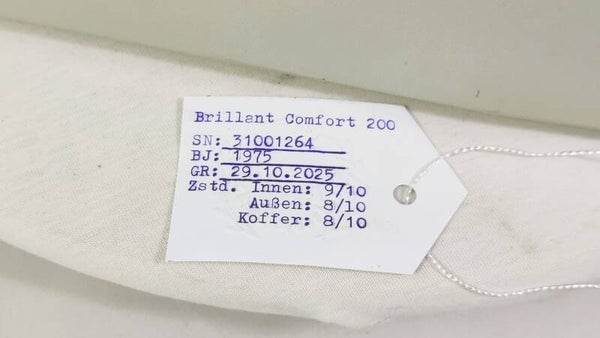 Brillant Comfort 200
SN: 31001264
BJ: 1975
GR: 29.10.2025
Zstd. Innen: 9/10
Außen: 8/10
Koffer: 8/10